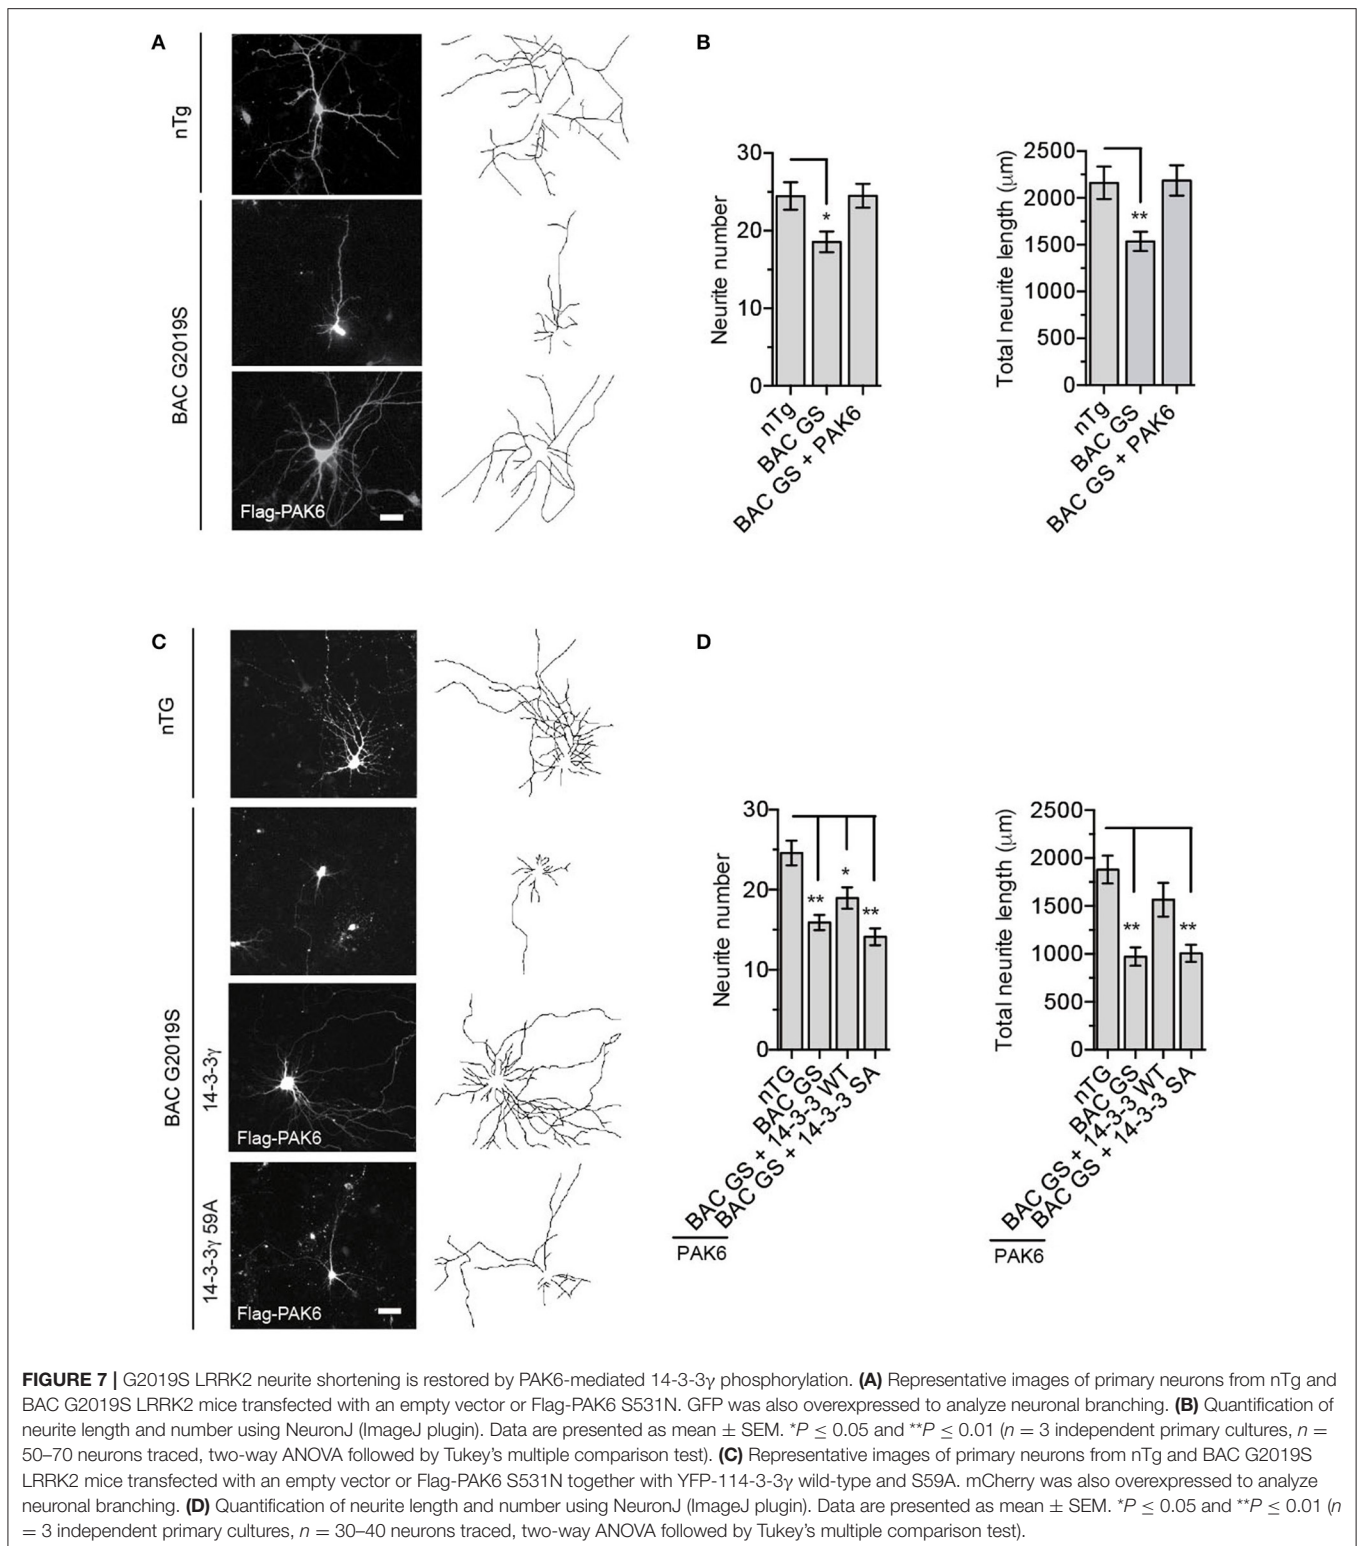 A
nTg
BAC G2019S
Flag-PAK6
B
30
20
10
0
Neurite number
*
nTg
BAC GS
BAC GS + PAK6
2500
2000
1500
1000
500
0
Total neurite length (μm)
**
nTg
BAC GS
BAC GS + PAK6
C
nTG
BAC G2019S
14-3-3γ
Flag-PAK6
14-3-3γ 59A
Flag-PAK6
D
30
20
10
0
Neurite number
**
*
**
nTG
BAC GS
BAC GS + 14-3-3 WT
BAC GS + 14-3-3 SA
PAK6
2500
2000
1500
1000
500
0
Total neurite length (μm)
**
**
nTG
BAC GS
BAC GS + 14-3-3 WT
BAC GS + 14-3-3 SA
PAK6
FIGURE 7 | G2019S LRRK2 neurite shortening is restored by PAK6-mediated 14-3-3γ phosphorylation. (A) Representative images of primary neurons from nTg and
BAC G2019S LRRK2 mice transfected with an empty vector or Flag-PAK6 S531N. GFP was also overexpressed to analyze neuronal branching. (B) Quantification of
neurite length and number using NeuronJ (ImageJ plugin). Data are presented as mean ± SEM. *P ≤ 0.05 and **P ≤ 0.01 (n = 3 independent primary cultures, n =
50–70 neurons traced, two-way ANOVA followed by Tukey's multiple comparison test). (C) Representative images of primary neurons from nTg and BAC G2019S
LRRK2 mice transfected with an empty vector or Flag-PAK6 S531N together with YFP-114-3-3γ wild-type and S59A. mCherry was also overexpressed to analyze
neuronal branching. (D) Quantification of neurite length and number using NeuronJ (ImageJ plugin). Data are presented as mean ± SEM. *P ≤ 0.05 and **P ≤ 0.01 (n
= 3 independent primary cultures, n = 30–40 neurons traced, two-way ANOVA followed by Tukey's multiple comparison test).